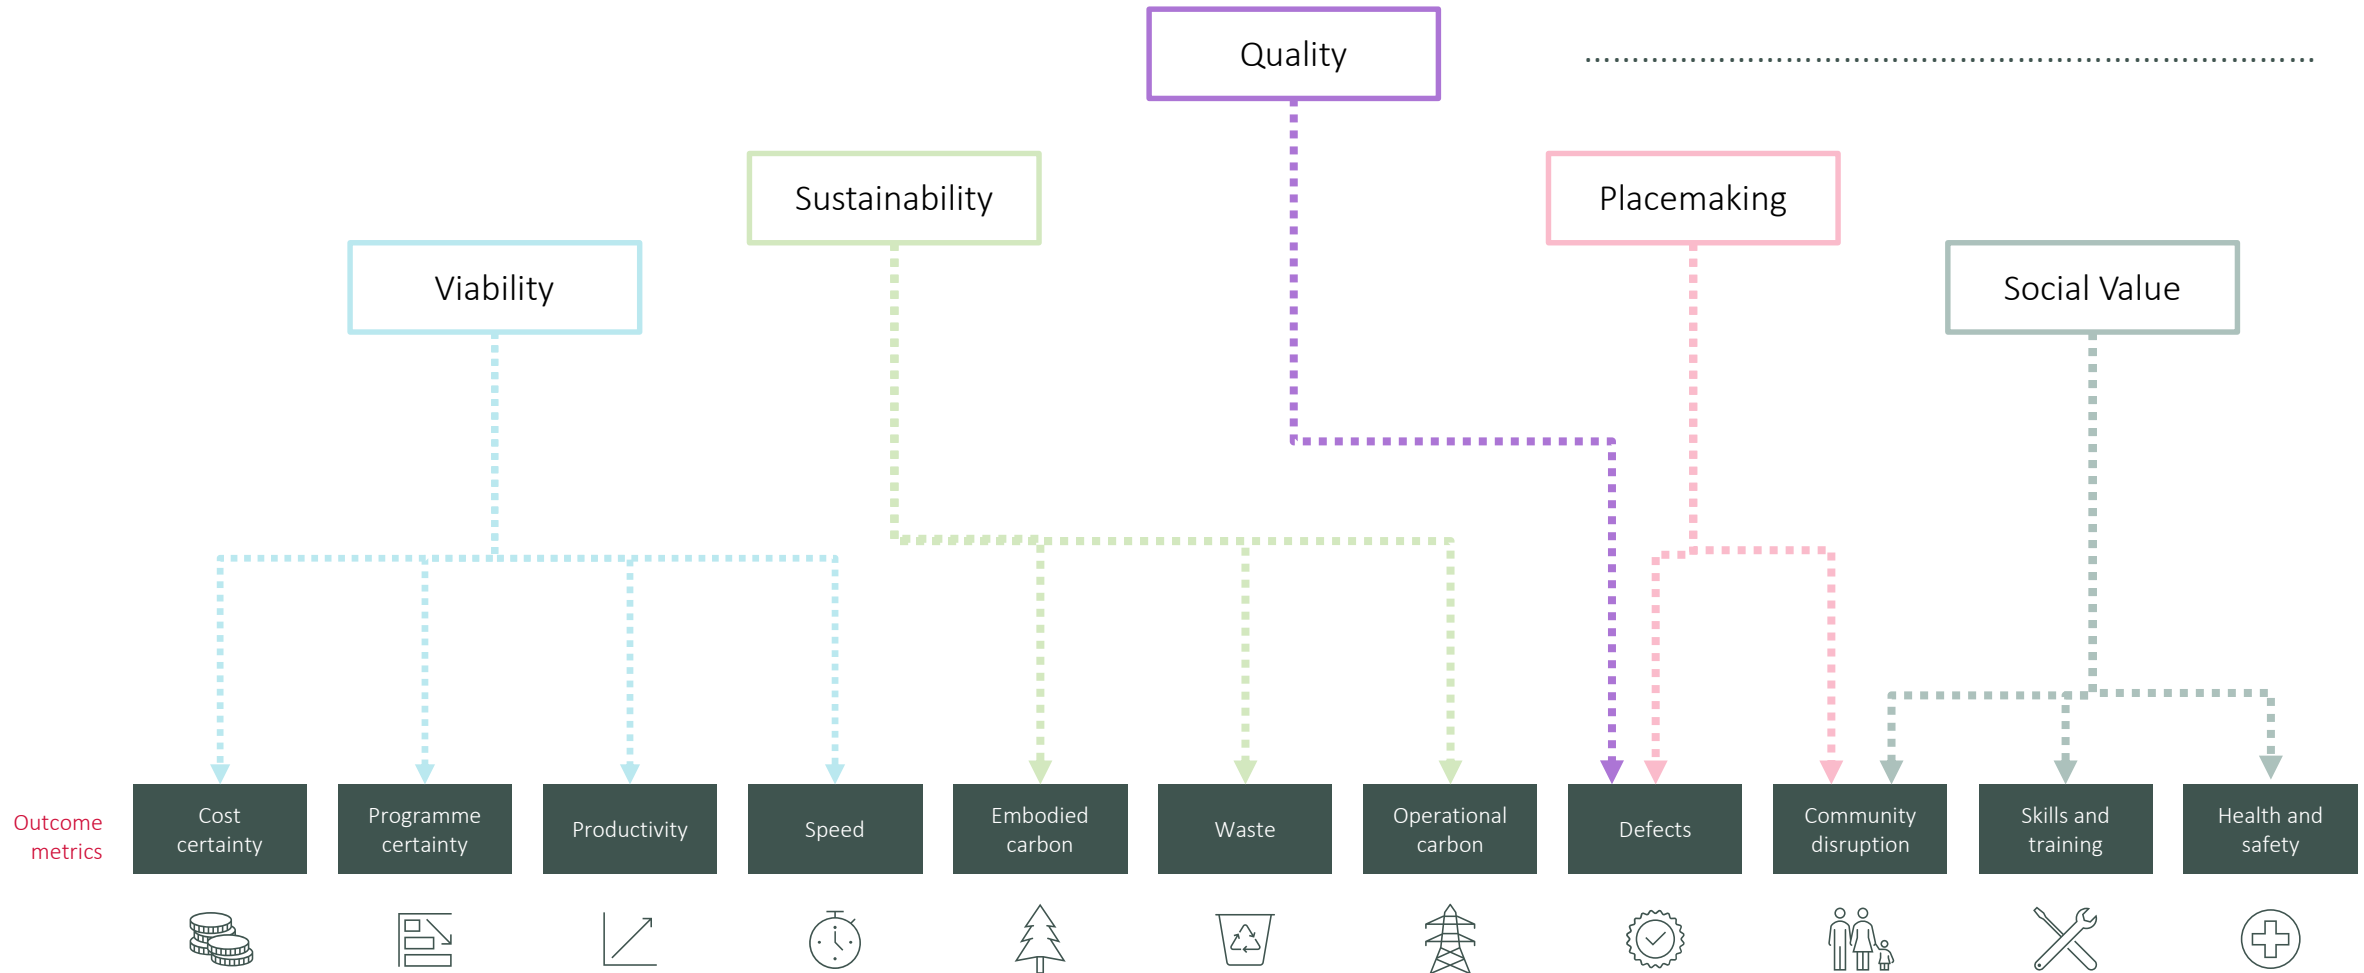 Quality
Sustainability
Placemaking
Viability
Social Value
Outcome
metrics
Cost
certainty
Programme
certainty
Productivity
Speed
Embodied
carbon
Waste
Operational
carbon
Defects
Community
disruption
Skills and
training
Health and
safety